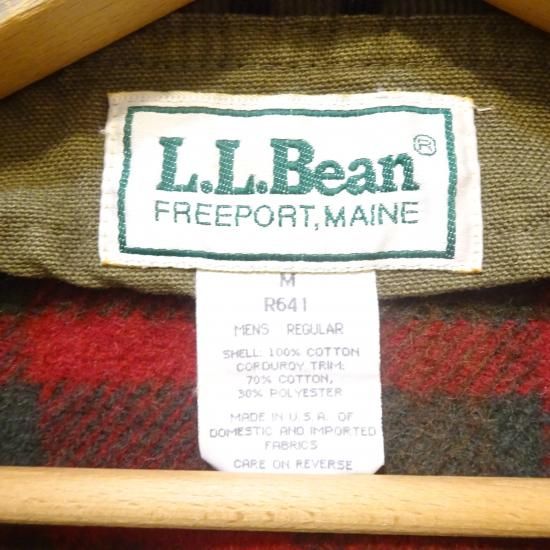 L.L.Bean®
FREEPORT, MAINE
M
R641
MENS REGULAR
SHELL: 100% COTTON
CORDUROY TRIM:
70% COTTON,
30% POLYESTER
MADE IN U.S.A. OF
DOMESTIC AND IMPORTED
FABRICS
CARE ON REVERSE